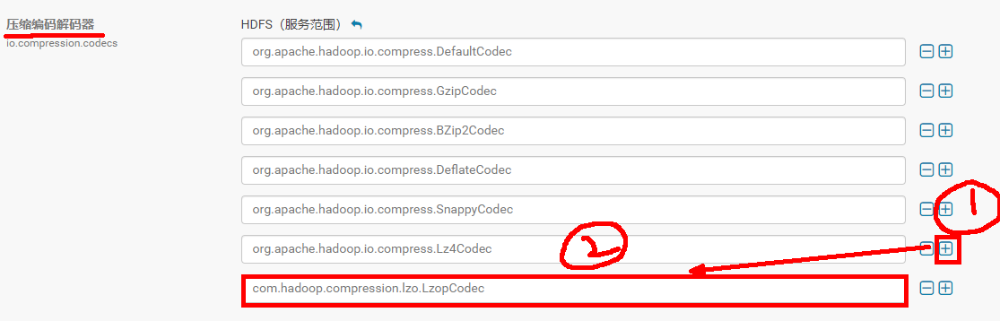 压缩编码解码器
io.compression.codecs
HDFS（服务范围）
org.apache.hadoop.io.compress.DefaultCodec
org.apache.hadoop.io.compress.GzipCodec
org.apache.hadoop.io.compress.BZip2Codec
org.apache.hadoop.io.compress.DeflateCodec
org.apache.hadoop.io.compress.SnappyCodec
1
org.apache.hadoop.io.compress.Lz4Codec
2
com.hadoop.compression.lzo.LzopCodec